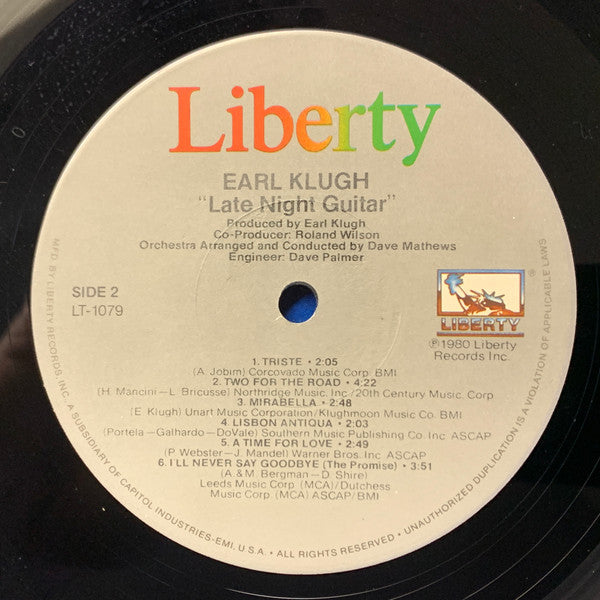 Liberty
EARL KLUGH
"Late Night Guitar"
Produced by Earl Klugh
Co-Producer: Roland Wilson
Orchestra Arranged and Conducted by Dave Mathews
Engineer: Dave Palmer
SIDE 2
LT-1079
LIBERTY
®
℗1980 Liberty
Records Inc.
1. TRISTE • 2:05
(A. Jobim) Corcovado Music Corp. BMI
2. TWO FOR THE ROAD • 4:22
(H. Mancini-L. Bricusse) Northridge Music Inc./20th Century Music Corp.
3. MIRABELLA • 2:48
(E. Klugh) Unart Music Corporation/Klughmoon Music Co. BMI
4. LISBON ANTIQUA • 2:03
(Portela-Galhardo-DoVale) Southern Music Publishing Co. Inc. ASCAP
5. A TIME FOR LOVE • 2:49
(P. Webster-J. Mandel) Warner Bros. Inc. ASCAP
6. I'LL NEVER SAY GOODBYE (The Promise) • 3:51
(A. & M. Bergman-D. Shire)
Leeds Music Corp. (MCA)/Dutchess
Music Corp. (MCA) ASCAP/BMI
MFD. BY LIBERTY RECORDS, INC. A SUBSIDIARY OF CAPITOL INDUSTRIES-EMI, U.S.A. • ALL RIGHTS RESERVED. • UNAUTHORIZED DUPLICATION IS A VIOLATION OF APPLICABLE LAWS